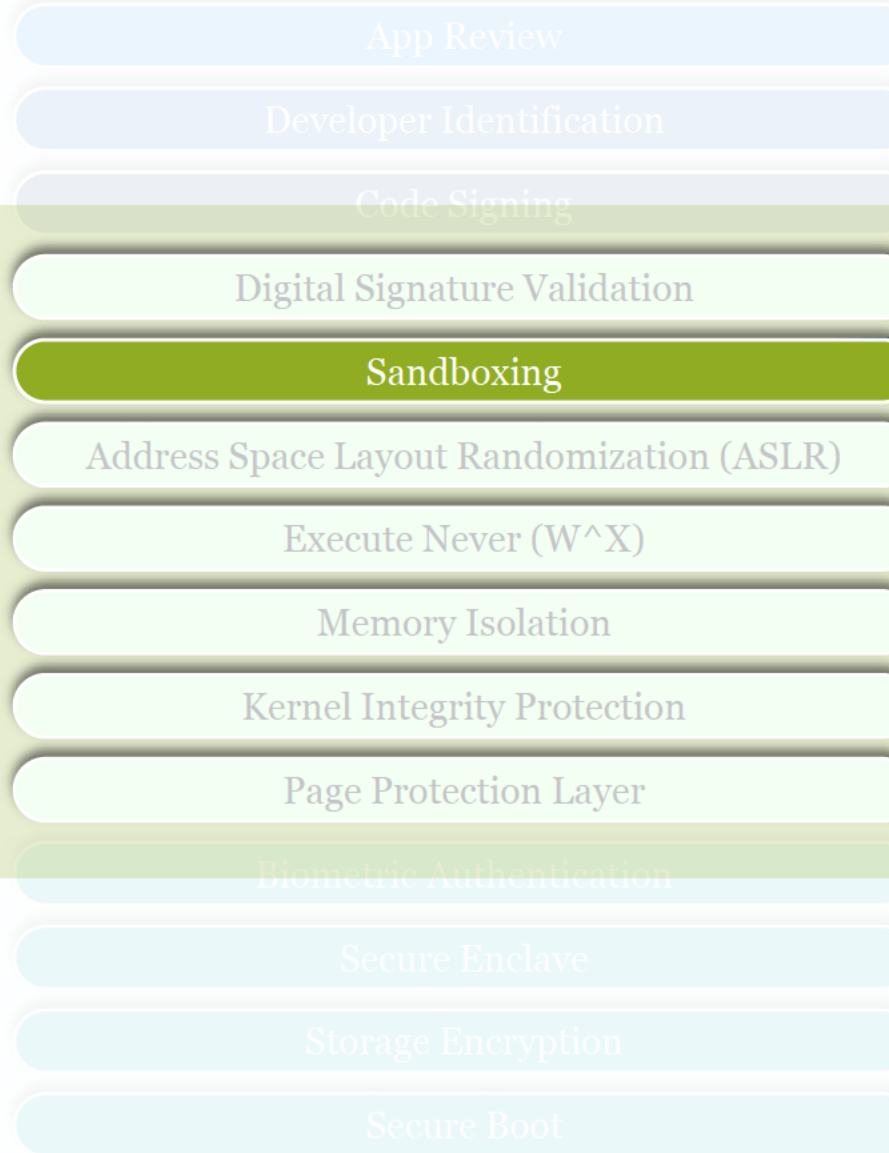 App Review
Developer Identification
Code Signing
Digital Signature Validation
Sandboxing
Address Space Layout Randomization (ASLR)
Execute Never (W^X)
Memory Isolation
Kernel Integrity Protection
Page Protection Layer
Biometric Authentication
Secure Enclave
Storage Encryption
Secure Boot